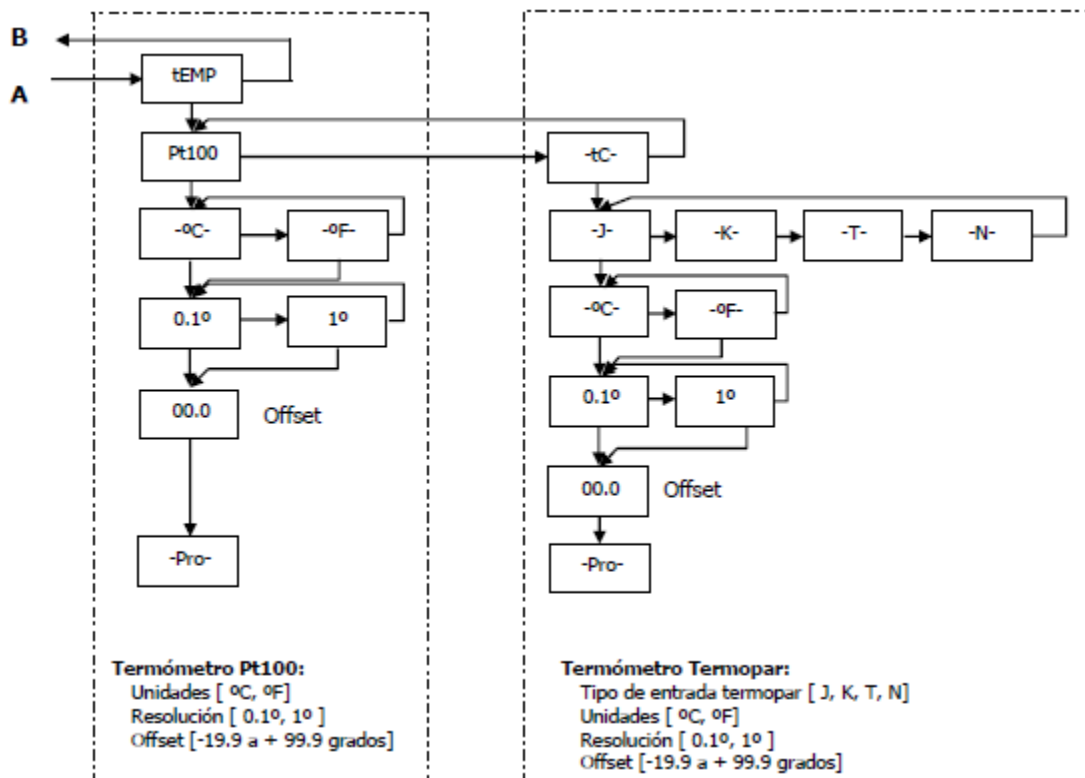 B
A
tEMP
Pt100
-ºC-
-ºF-
0.1º
1º
00.0
Offset
-Pro-
Termómetro Pt100:
Unidades [ ºC, ºF]
Resolución [ 0.1º, 1º ]
Offset [-19.9 a + 99.9 grados]
-tC-
-J-
-K-
-T-
-N-
-ºC-
-ºF-
0.1º
1º
00.0
Offset
-Pro-
Termómetro Termopar:
Tipo de entrada termopar [ J, K, T, N]
Unidades [ ºC, ºF]
Resolución [ 0.1º, 1º ]
Offset [-19.9 a + 99.9 grados]